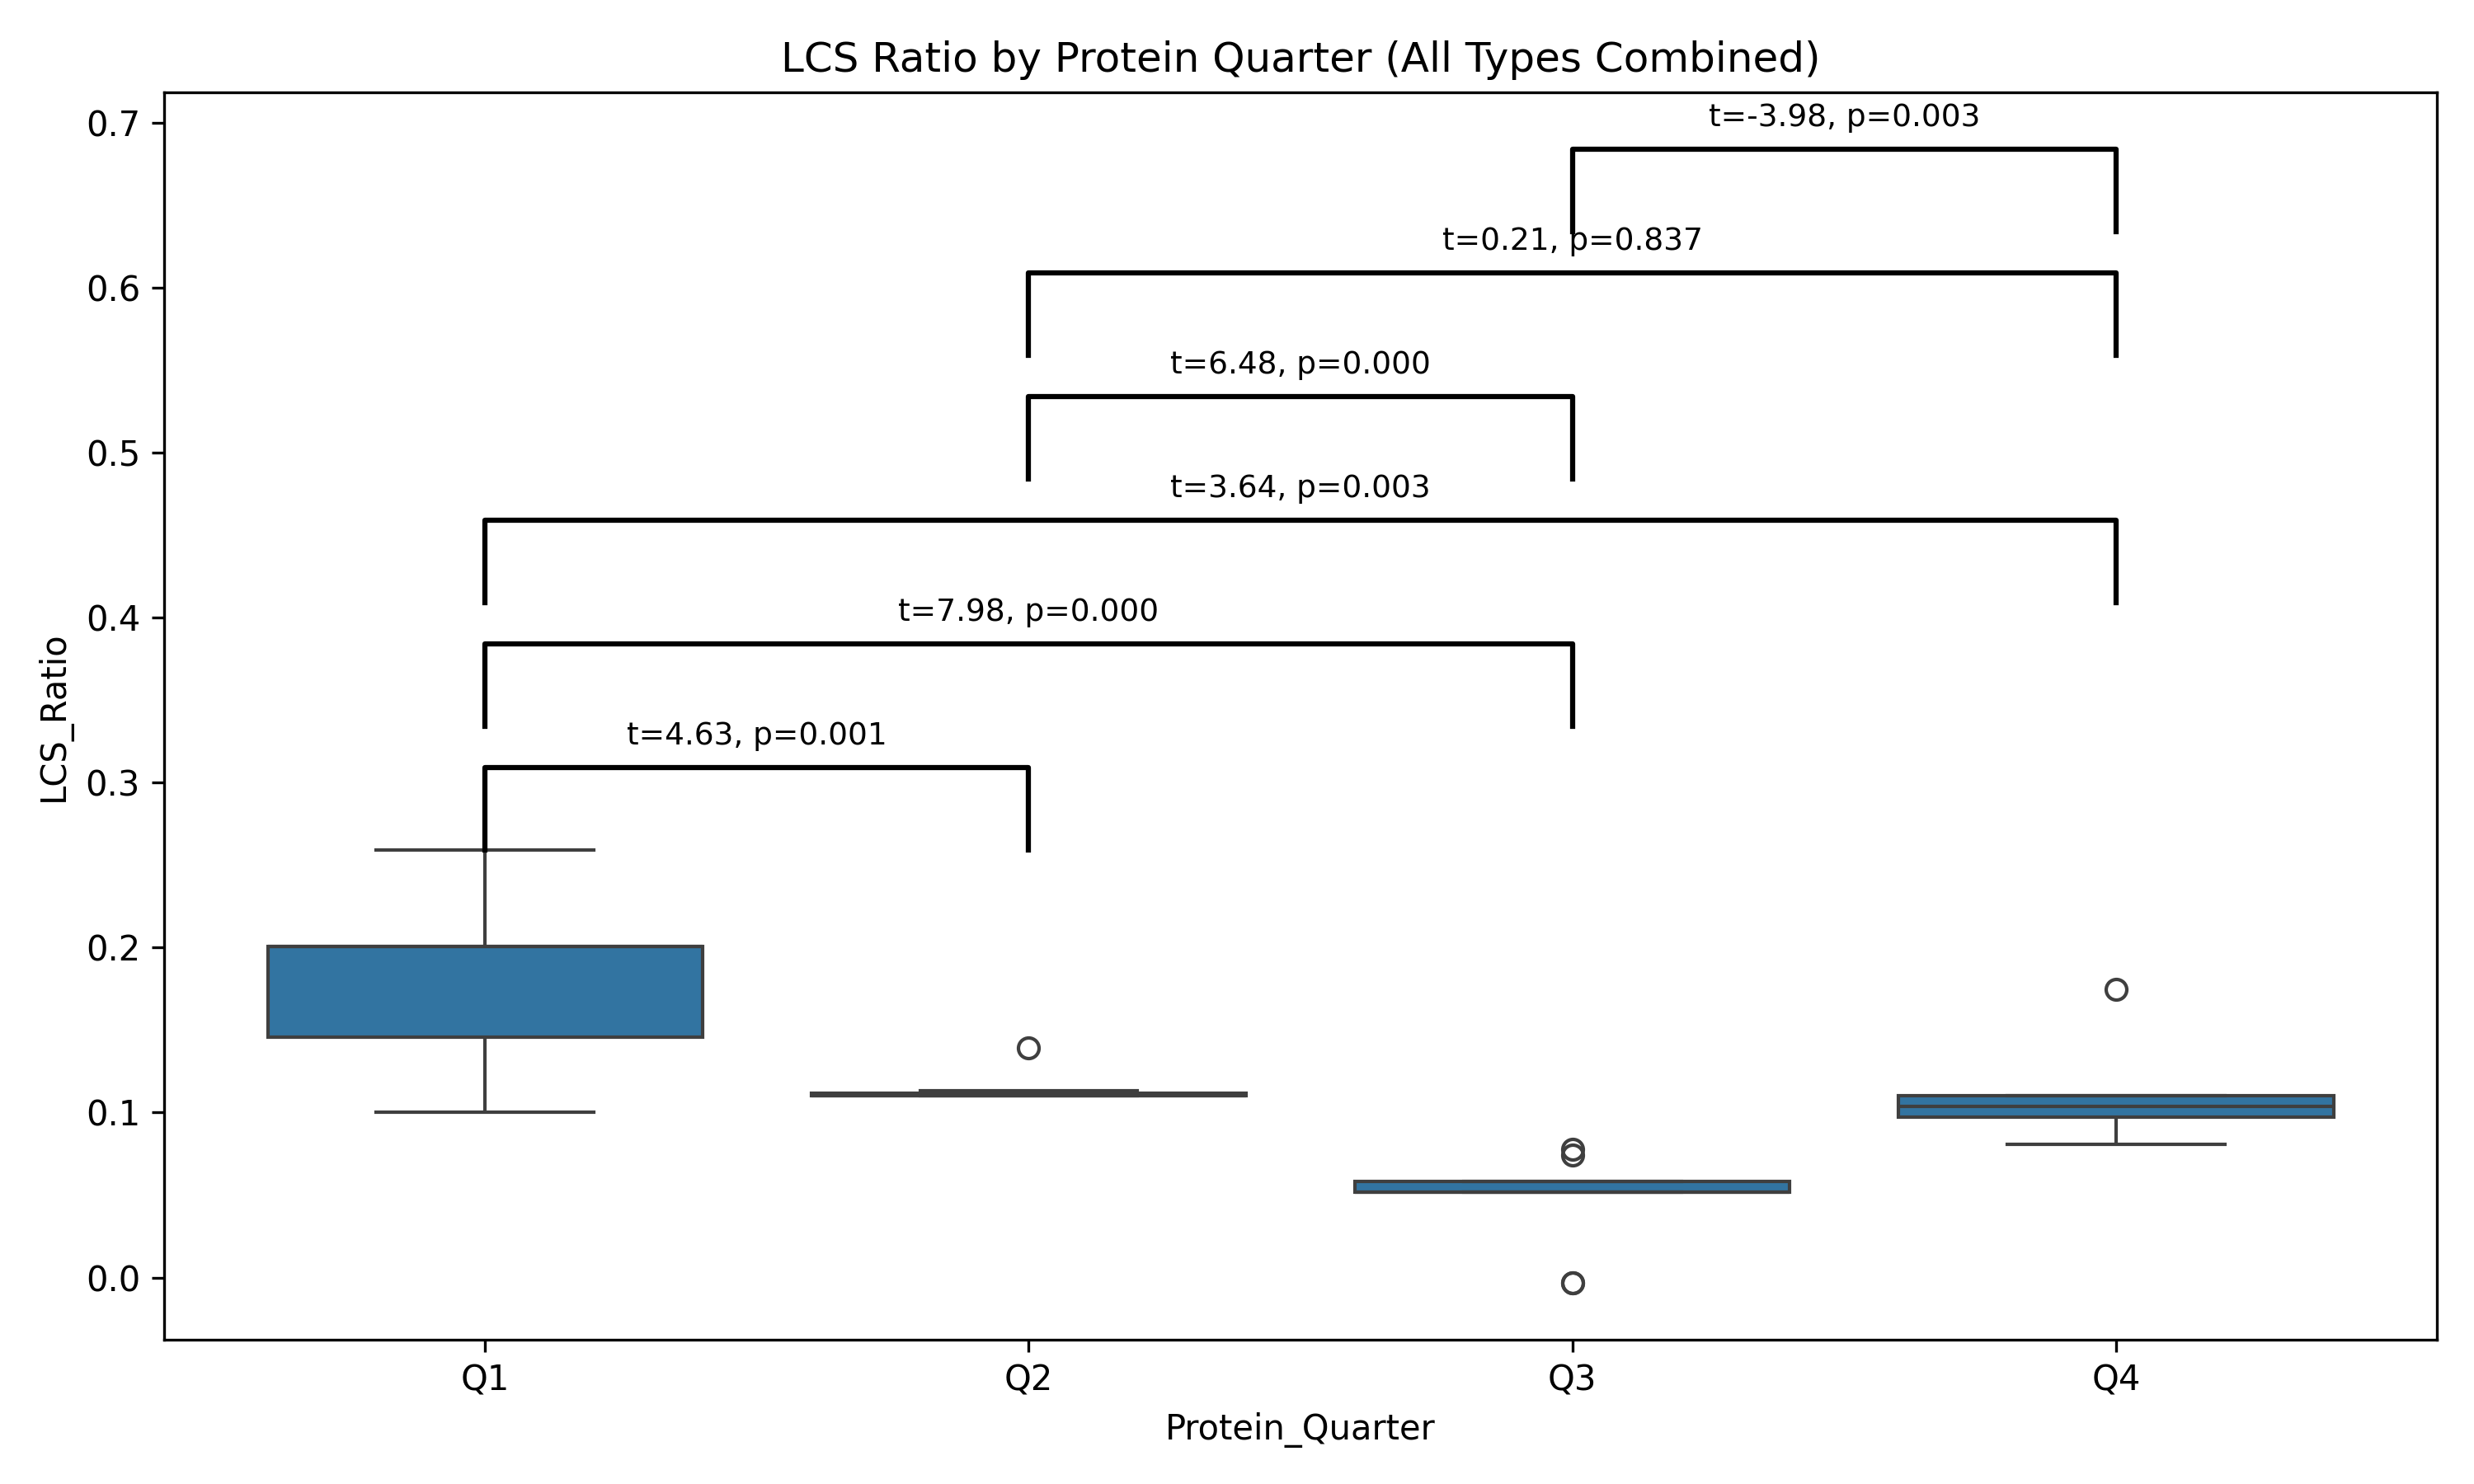 LCS Ratio by Protein Quarter (All Types Combined)
t=-3.98, p=0.003
t=0.21, p=0.837
t=6.48, p=0.000
t=3.64, p=0.003
t=7.98, p=0.000
t=4.63, p=0.001
LCS_Ratio
0.7
0.6
0.5
0.4
0.3
0.2
0.1
0.0
Q1 Q2 Q3 Q4
Protein_Quarter